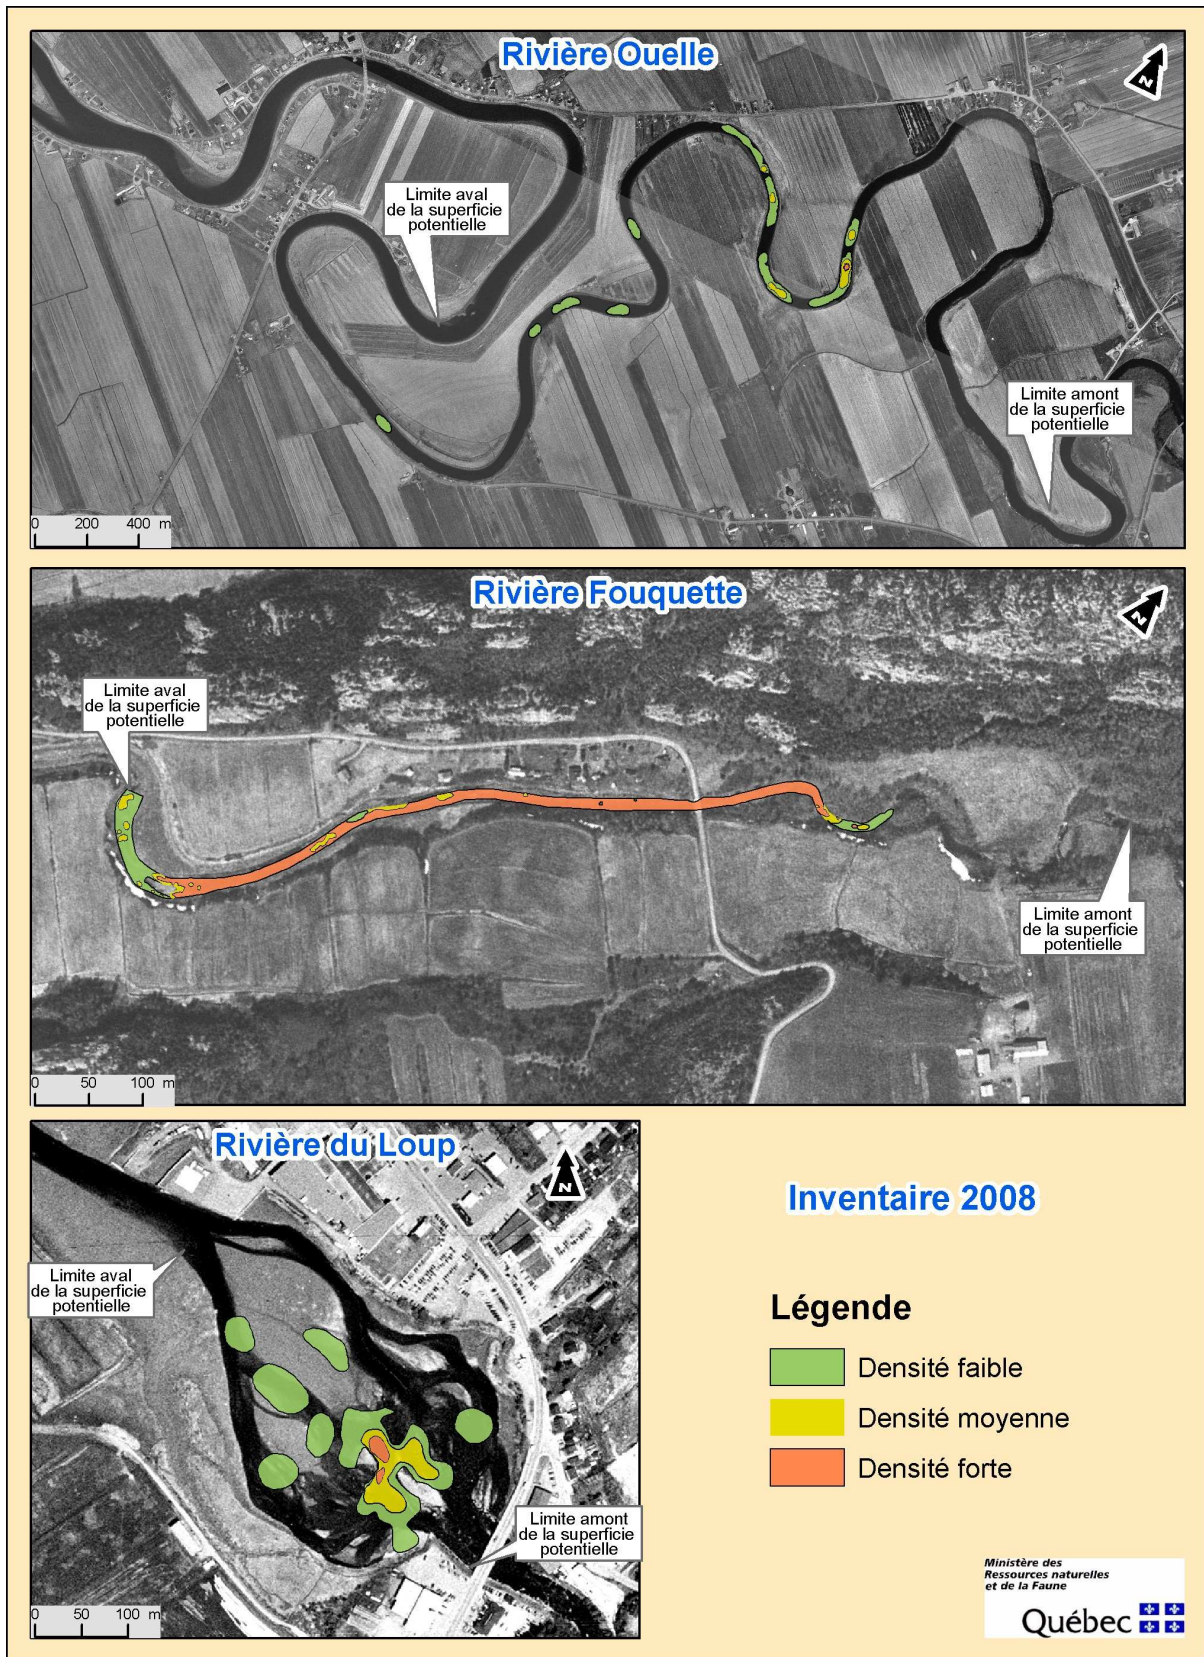 Rivière Ouelle
N
Limite aval
de la superficie
potentielle
Limite amont
de la superficie
potentielle
0 200 400 m
Rivière Fouquette
N
Limite aval
de la superficie
potentielle
Limite amont
de la superficie
potentielle
0 50 100 m
Rivière du Loup
N
Limite aval
de la superficie
potentielle
Limite amont
de la superficie
potentielle
0 50 100 m
Inventaire 2008
Légende
Densité faible
Densité moyenne
Densité forte
Ministère des
Ressources naturelles
et de la Faune
Québec